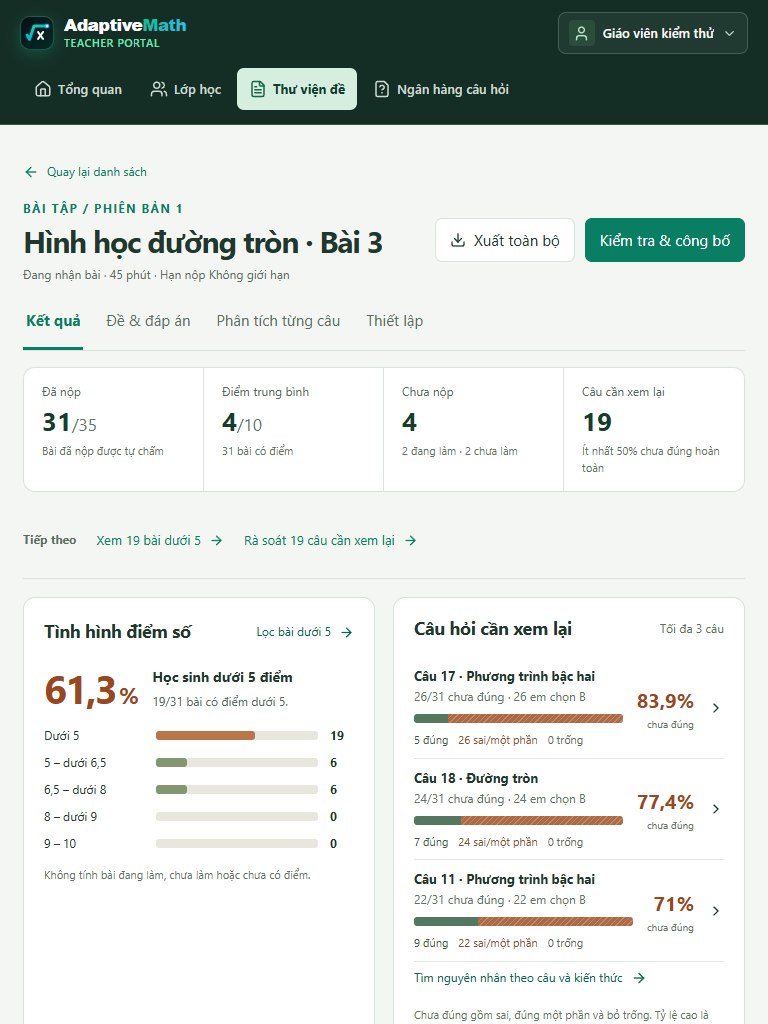 AdaptiveMath
TEACHER PORTAL
Giáo viên kiểm thử
Tổng quan
Lớp học
Thư viện đề
Ngân hàng câu hỏi
Quay lại danh sách
BÀI TẬP / PHIÊN BẢN 1
Hình học đường tròn · Bài 3
Đang nhận bài · 45 phút · Hạn nộp Không giới hạn
Xuất toàn bộ
Kiểm tra & công bố
Kết quả
Đề & đáp án
Phân tích từng câu
Thiết lập
Đã nộp
31/35
Bài đã nộp được tự chấm
Điểm trung bình
4/10
31 bài có điểm
Chưa nộp
4
2 đang làm · 2 chưa làm
Câu cần xem lại
19
Ít nhất 50% chưa đúng hoàn
toàn
Tiếp theo
Xem 19 bài dưới 5
Rà soát 19 câu cần xem lại
Tình hình điểm số
Lọc bài dưới 5
61,3%
Học sinh dưới 5 điểm
19/31 bài có điểm dưới 5.
Dưới 5 19
5 – dưới 6,5 6
6,5 – dưới 8 6
8 – dưới 9 0
9 – 10 0
Không tính bài đang làm, chưa làm hoặc chưa có điểm.
Câu hỏi cần xem lại
Tối đa 3 câu
Câu 17 · Phương trình bậc hai
26/31 chưa đúng · 26 em chọn B
83,9%
chưa đúng
5 đúng 26 sai/một phần 0 trống
Câu 18 · Đường tròn
24/31 chưa đúng · 24 em chọn B
77,4%
chưa đúng
7 đúng 24 sai/một phần 0 trống
Câu 11 · Phương trình bậc hai
22/31 chưa đúng · 22 em chọn B
71%
chưa đúng
9 đúng 22 sai/một phần 0 trống
Tìm nguyên nhân theo câu và kiến thức
Chưa đúng gồm sai, đúng một phần và bỏ trống. Tỷ lệ cao là